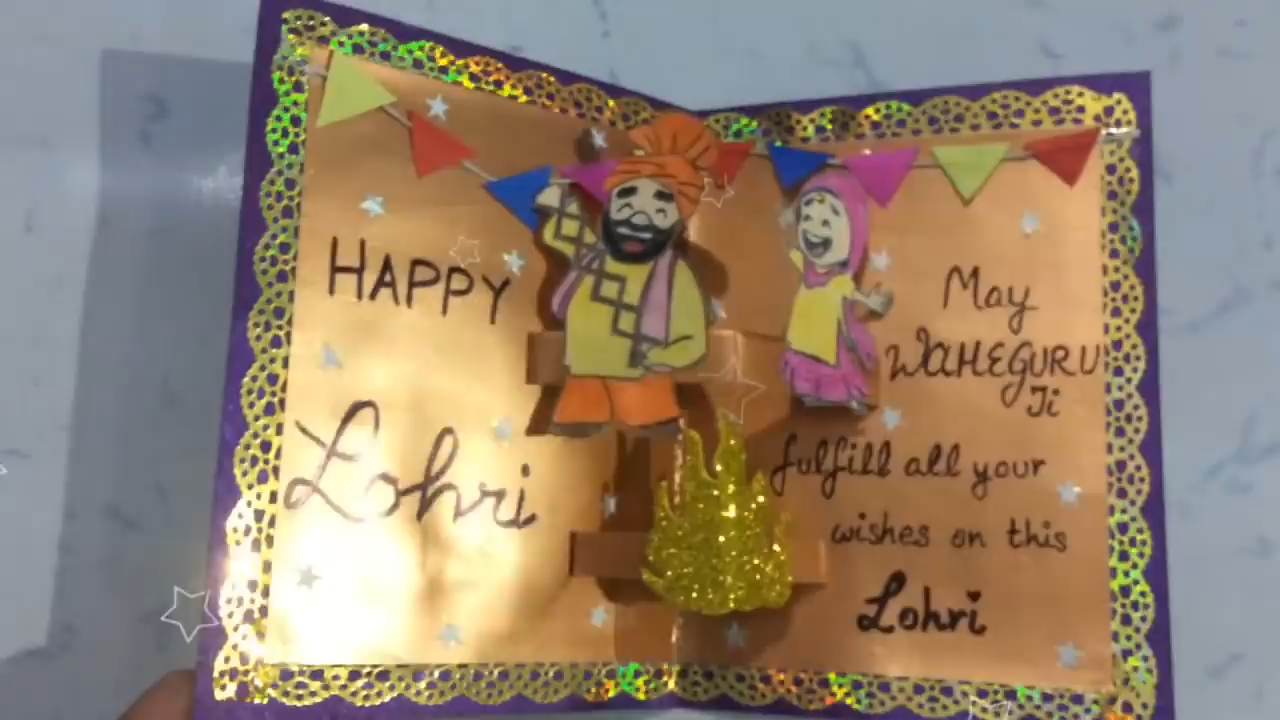 HAPPY
Lohri
May
WAHEGURU
Ji
fulfill all your
wishes on this
Lohri